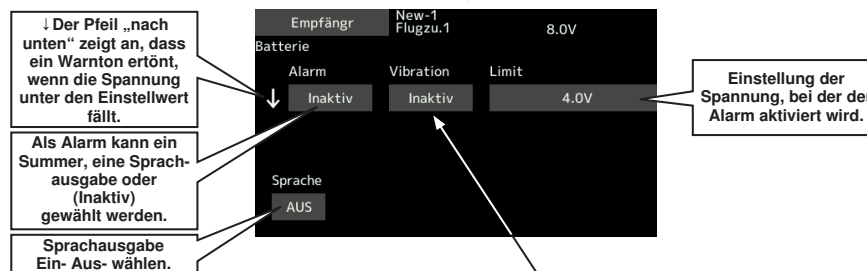 ↓Der Pfeil „nach
unten“ zeigt an, dass
ein Warnton ertönt,
wenn die Spannung
unter den Einstellwert
fällt.
Als Alarm kann ein
Summer, eine Sprach-
ausgabe oder
(Inaktiv)
gewählt werden.
Sprachausgabe
Ein- Aus- wählen.
Empfängr
New-1
Flugzu.1
8.0V
Batterie
Alarm
Vibration
Limit
↓
Inaktiv
Inaktiv
4.0V
Sprache
AUS
Einstellung der
Spannung, bei der der
Alarm aktiviert wird.